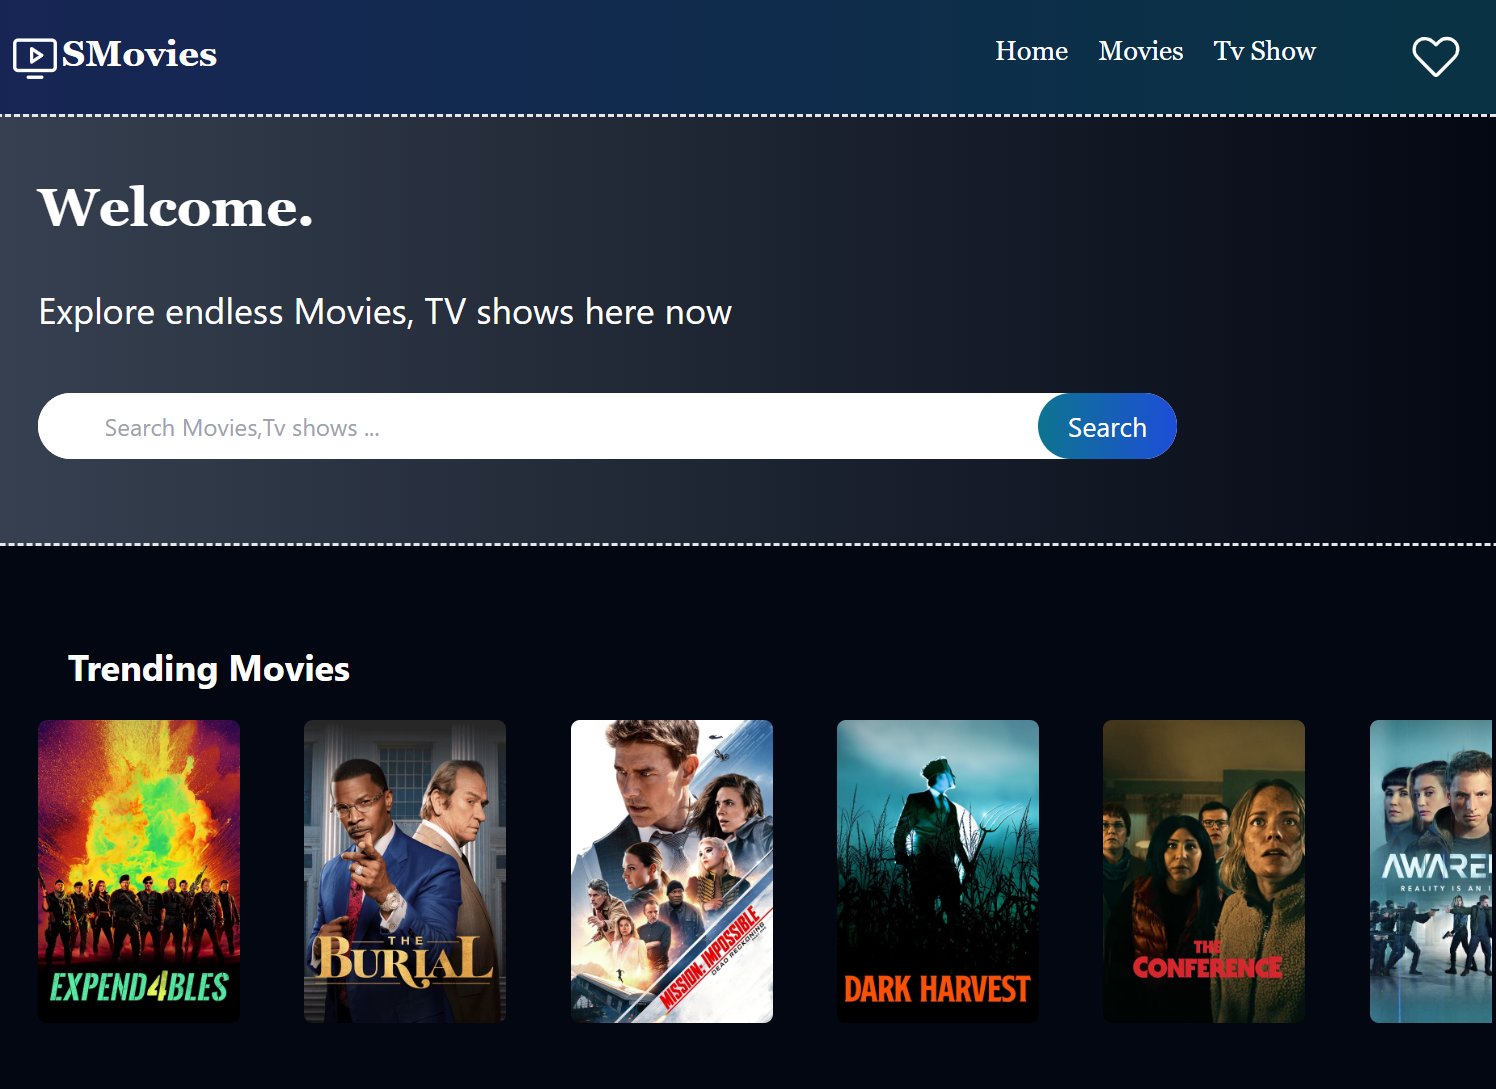 SMovies
Home Movies Tv Show
Welcome.
Explore endless Movies, TV shows here now
Search Movies,Tv shows ...
Search
Trending Movies
EXPEND4BLES
THE
BURIAL
MISSION: IMPOSSIBLE
DEAD RECKONING
DARK HARVEST
THE
CONFERENCE
AWARE
REALITY IS AN